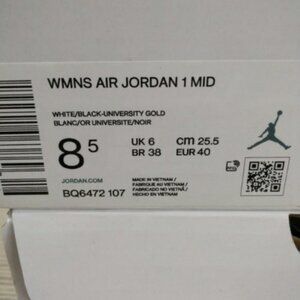 WMNS AIR JORDAN 1 MID
WHITE/BLACK-UNIVERSITY GOLD
BLANC/OR UNIVERSITE/NOIR
8 5
UK 6
cm 25.5
BR 38
EUR 40
JORDAN.COM
BQ6472 107
MADE IN VIETNAM /
FABRIQUÉ AU VIETNAM /
FABRICADO NO VIETNÃ /
HECHO EN VIETNAM